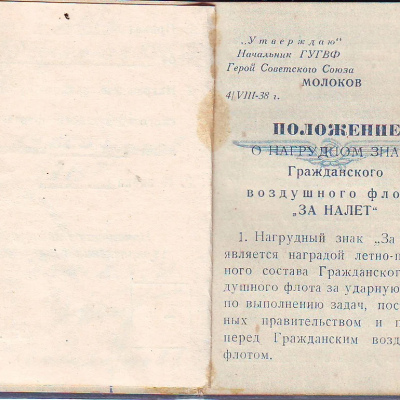 „Утверждаю"
Начальник ГУГВФ
Герой Советского Союза
МОЛОКОВ
4/VIII-38 г.
ПОЛОЖЕНИЕ
О НАГРУДНОМ ЗНА
Гражданского
воздушного фло
„ЗА НАЛЕТ"
1. Нагрудный знак „За
является наградой летно-п
ного состава Гражданског
душного флота за ударную
по выполнению задач, пос
ных правительством и п
перед Гражданским возд
флотом.